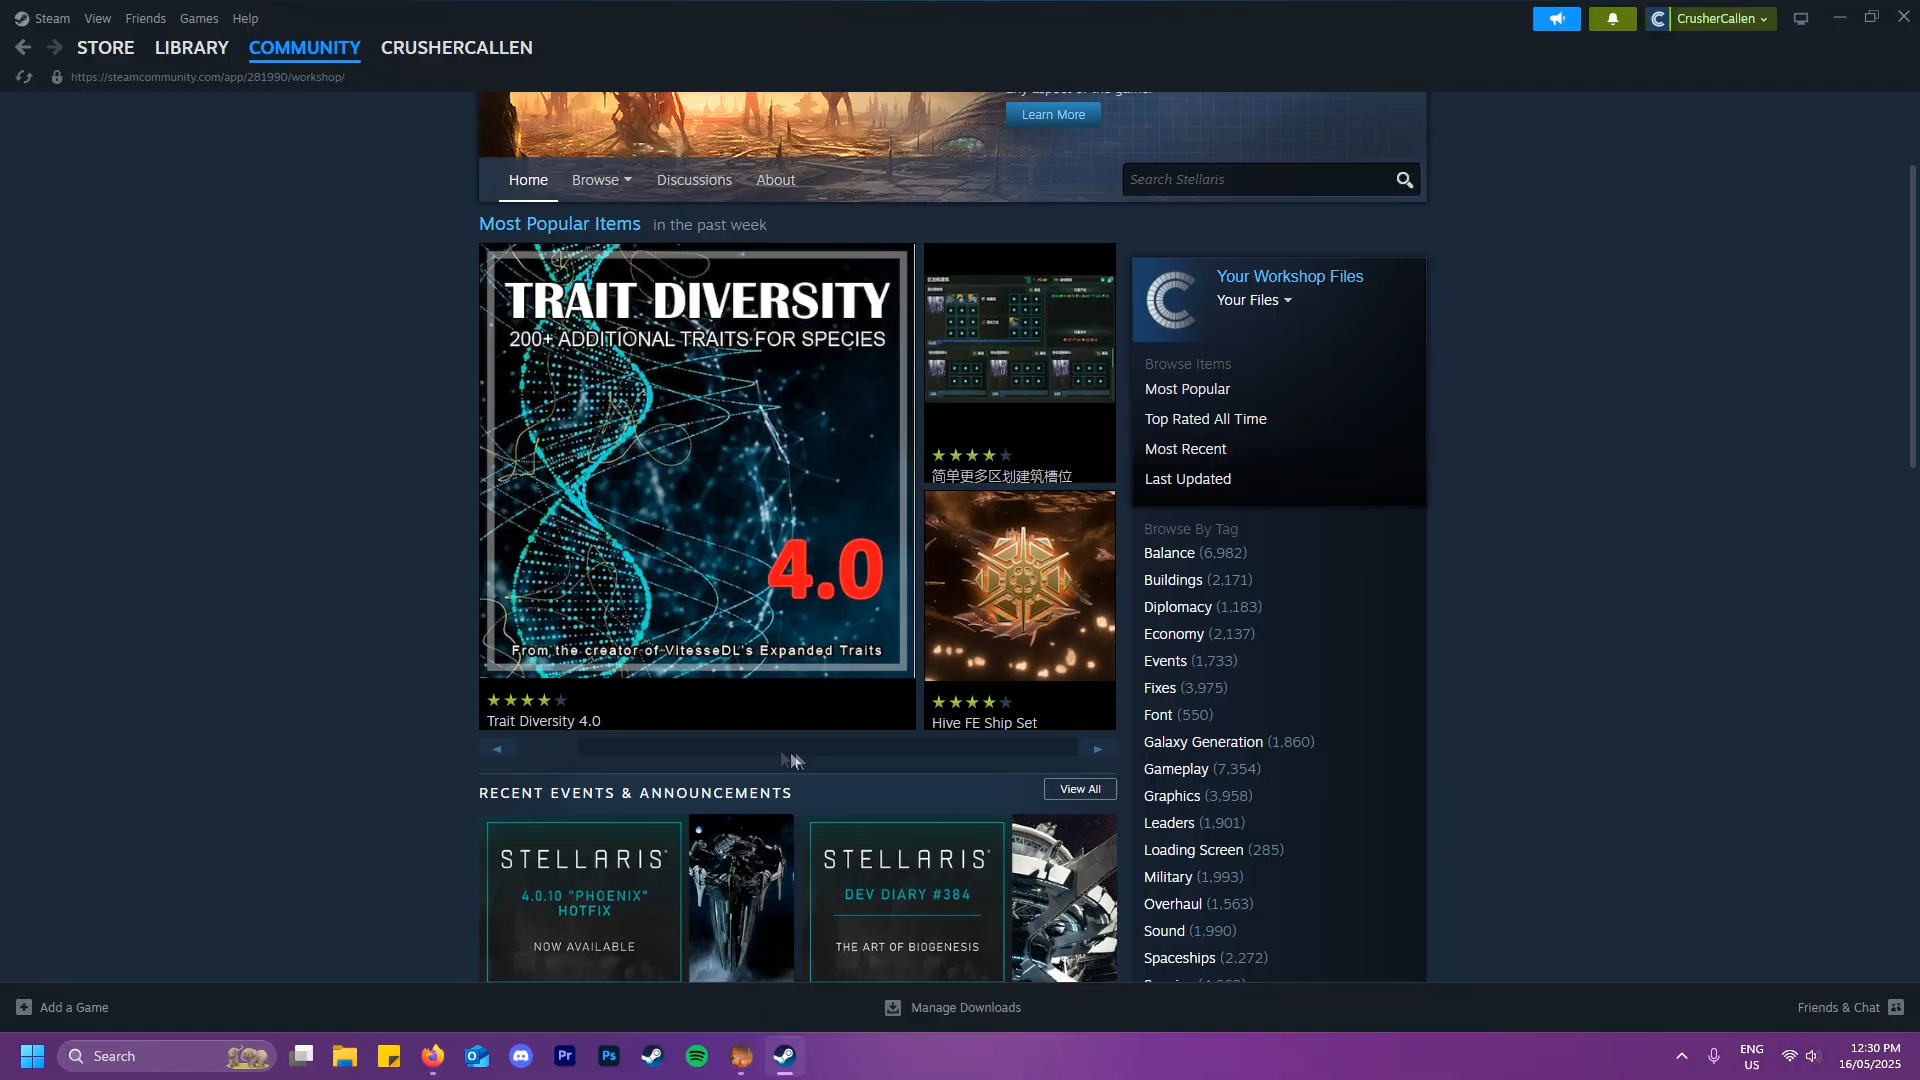 Steam View Friends Games Help
CrusherCallen
STORE LIBRARY COMMUNITY CRUSHERCALLEN
https://steamcommunity.com/app/281990/workshop/
any aspect of the game.
Learn More
Home Browse Discussions About
Search Stellaris
Most Popular Items in the past week
TRAIT DIVERSITY
200+ ADDITIONAL TRAITS FOR SPECIES
4.0
From the creator of VitesseDL's Expanded Traits
Trait Diversity 4.0
简单更多区划建筑槽位
Hive FE Ship Set
Your Workshop Files
Your Files
Browse Items
Most Popular
Top Rated All Time
Most Recent
Last Updated
Browse By Tag
Balance (6,982)
Buildings (2,171)
Diplomacy (1,183)
Economy (2,137)
Events (1,733)
Fixes (3,975)
Font (550)
Galaxy Generation (1,860)
Gameplay (7,354)
Graphics (3,958)
Leaders (1,901)
Loading Screen (285)
Military (1,993)
Overhaul (1,563)
Sound (1,990)
Spaceships (2,272)
RECENT EVENTS & ANNOUNCEMENTS
View All
STELLARIS
4.0.10 "PHOENIX"
HOTFIX
NOW AVAILABLE
STELLARIS
DEV DIARY #384
THE ART OF BIOGENESIS
Add a Game
Manage Downloads
Friends & Chat
Search
Pr
Ps
ENG
US
12:30 PM
16/05/2025